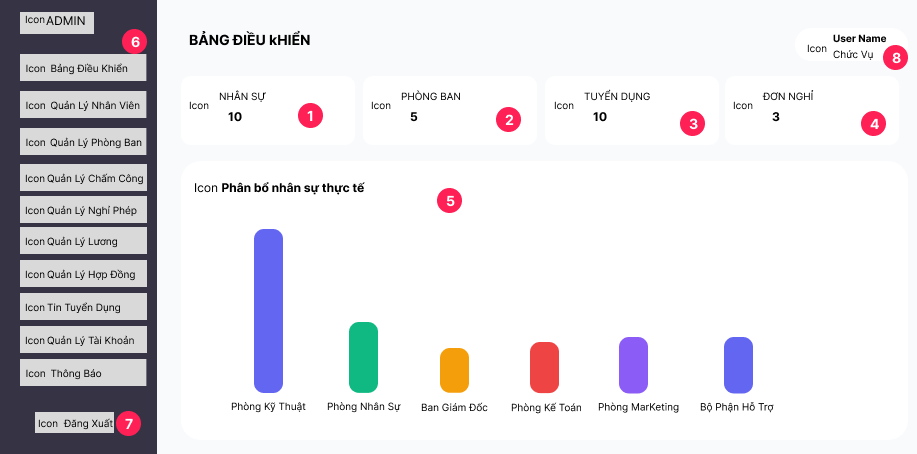 Icon ADMIN
6
Icon Bảng Điều Khiển
Icon Quản Lý Nhân Viên
Icon Quản Lý Phòng Ban
Icon Quản Lý Chấm Công
Icon Quản Lý Nghỉ Phép
Icon Quản Lý Lương
Icon Quản Lý Hợp Đồng
Icon Tin Tuyển Dụng
Icon Quản Lý Tài Khoản
Icon Thông Báo
Icon Đăng Xuất
7
BẢNG ĐIỀU kHIỂN
Icon
User Name
Chức Vụ
8
Icon
NHÂN SỰ
10
1
Icon
PHÒNG BAN
5
2
Icon
TUYỂN DỤNG
10
3
Icon
ĐƠN NGHỈ
3
4
Icon Phân bổ nhân sự thực tế
5
Phòng Kỹ Thuật
Phòng Nhân Sự
Ban Giám Đốc
Phòng Kế Toán
Phòng MarKeting
Bộ Phận Hỗ Trợ